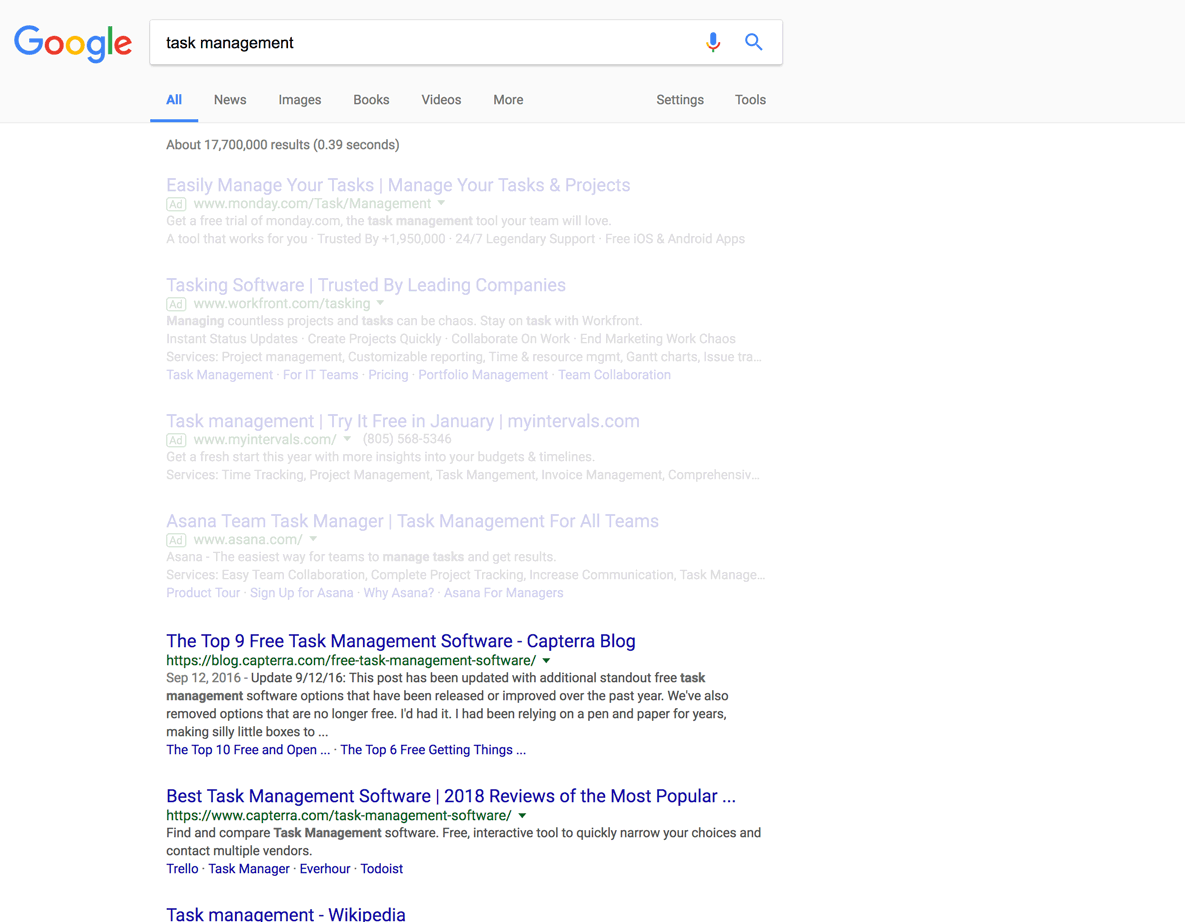 Google
task management
All News Images Books Videos More Settings Tools
About 17,700,000 results (0.39 seconds)
Easily Manage Your Tasks | Manage Your Tasks & Projects
Ad www.monday.com/Task/Management
Get a free trial of monday.com, the task management tool your team will love.
A tool that works for you · Trusted By +1,950,000 · 24/7 Legendary Support · Free iOS & Android Apps
Tasking Software | Trusted By Leading Companies
Ad www.workfront.com/tasking
Managing countless projects and tasks can be chaos. Stay on task with Workfront.
Instant Status Updates · Create Projects Quickly · Collaborate On Work · End Marketing Work Chaos
Services: Project management, Customizable reporting, Time & resource mgmt, Gantt charts, Issue tra...
Task Management · For IT Teams · Pricing · Portfolio Management · Team Collaboration
Task management | Try It Free in January | myintervals.com
Ad www.myintervals.com/ (805) 568-5346
Get a fresh start this year with more insights into your budgets & timelines.
Services: Time Tracking, Project Management, Task Mangement, Invoice Management, Comprehensiv...
Asana Team Task Manager | Task Management For All Teams
Ad www.asana.com/
Asana - The easiest way for teams to manage tasks and get results.
Services: Easy Team Collaboration, Complete Project Tracking, Increase Communication, Task Manage...
Product Tour · Sign Up for Asana · Why Asana? · Asana For Managers
The Top 9 Free Task Management Software - Capterra Blog
https://blog.capterra.com/free-task-management-software/
Sep 12, 2016 - Update 9/12/16: This post has been updated with additional standout free task
management software options that have been released or improved over the past year. We've also
removed options that are no longer free. I'd had it. I had been relying on a pen and paper for years,
making silly little boxes to ...
The Top 10 Free and Open ... · The Top 6 Free Getting Things ...
Best Task Management Software | 2018 Reviews of the Most Popular ...
https://www.capterra.com/task-management-software/
Find and compare Task Management software. Free, interactive tool to quickly narrow your choices and
contact multiple vendors.
Trello · Task Manager · Everhour · Todoist
Task management - Wikipedia